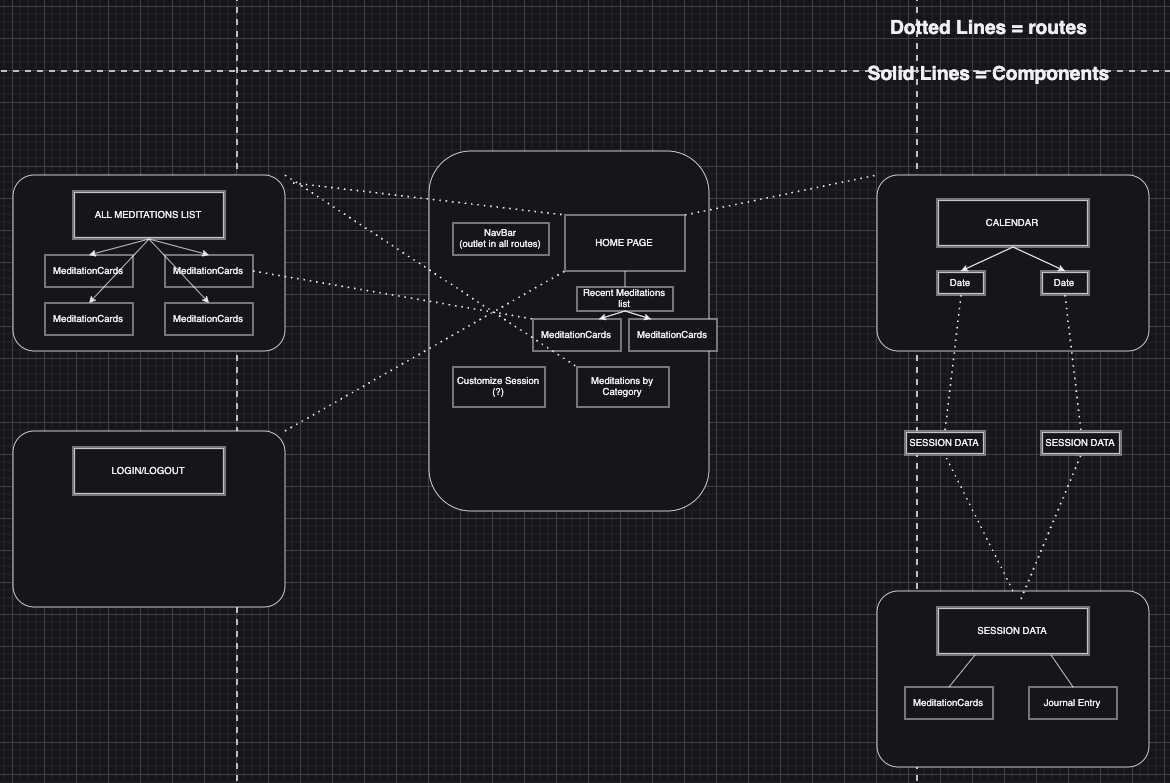 Dotted Lines = routes
Solid Lines = Components
ALL MEDITATIONS LIST
MeditationCards
MeditationCards
MeditationCards
MeditationCards
LOGIN/LOGOUT
NavBar
(outlet in all routes)
HOME PAGE
Recent Meditations
list
MeditationCards
MeditationCards
Customize Session
(?)
Meditations by
Category
CALENDAR
Date
Date
SESSION DATA
SESSION DATA
SESSION DATA
MeditationCards
Journal Entry